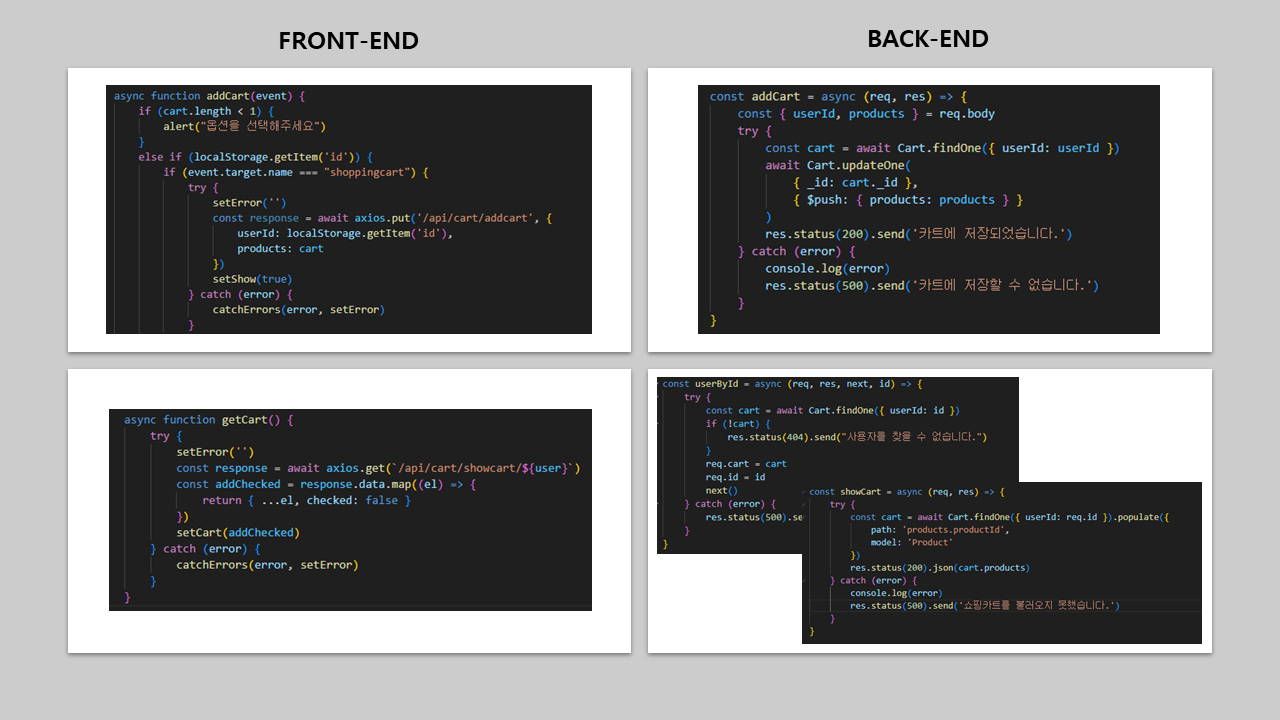 FRONT-END
async function addCart(event) {
if (cart.length < 1) {
alert("옵션을 선택해주세요")
}
else if (localStorage.getItem('id')) {
if (event.target.name === "shoppingcart") {
try {
setError('')
const response = await axios.put('/api/cart/addcart', {
userId: localStorage.getItem('id'),
products: cart
})
setShow(true)
} catch (error) {
catchErrors(error, setError)
}
async function getCart() {
try {
setError('')
const response = await axios.get(`/api/cart/showcart/${user}`)
const addChecked = response.data.map((el) => {
return { ...el, checked: false }
})
setCart(addChecked)
} catch (error) {
catchErrors(error, setError)
}
}
BACK-END
const addCart = async (req, res) => {
const { userId, products } = req.body
try {
const cart = await Cart.findOne({ userId: userId })
await Cart.updateOne(
{ _id: cart._id },
{ $push: { products: products } }
)
res.status(200).send('카트에 저장되었습니다.')
} catch (error) {
console.log(error)
res.status(500).send('카트에 저장할 수 없습니다.')
}
}
const userById = async (req, res, next, id) => {
try {
const cart = await Cart.findOne({ userId: id })
if (!cart) {
res.status(404).send("사용자를 찾을 수 없습니다.")
}
req.cart = cart
req.id = id
next()
} catch (error) {
res.status(500).se
}
}
const showCart = async (req, res) => {
try {
const cart = await Cart.findOne({ userId: req.id }).populate({
path: 'products.productId',
model: 'Product'
})
res.status(200).json(cart.products)
} catch (error) {
console.log(error)
res.status(500).send('쇼핑카트를 불러오지 못했습니다.')
}
}